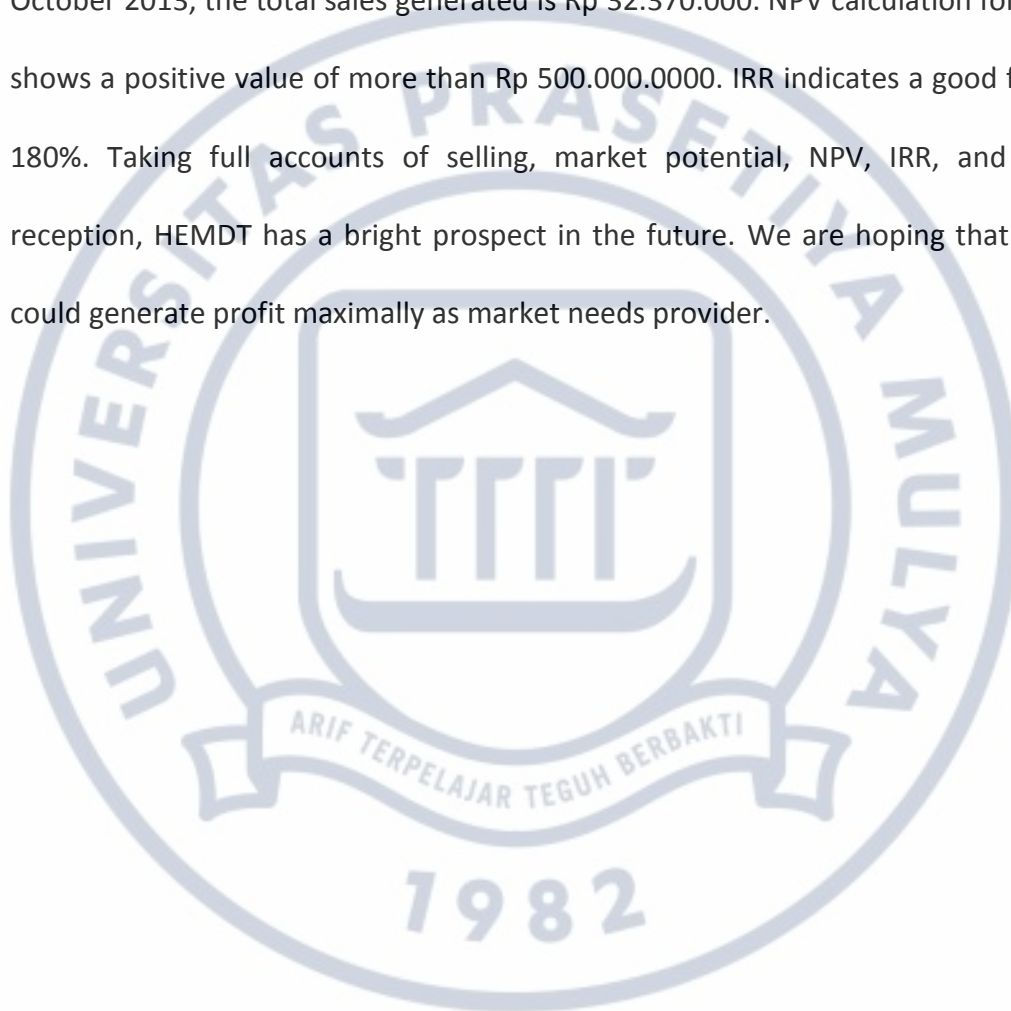 October 2013, the total sales generated is Rp 32.370.000. NPV calculation for
shows a positive value of more than Rp 500.000.0000. IRR indicates a good
180%. Taking full accounts of selling, market potential, NPV, IRR, and
reception, HEMDT has a bright prospect in the future. We are hoping that
could generate profit maximally as market needs provider.
UNIVERSITAS PRASETIYA MULYA
ARIF TERPELAJAR TEGUH BERBAKTI
1982